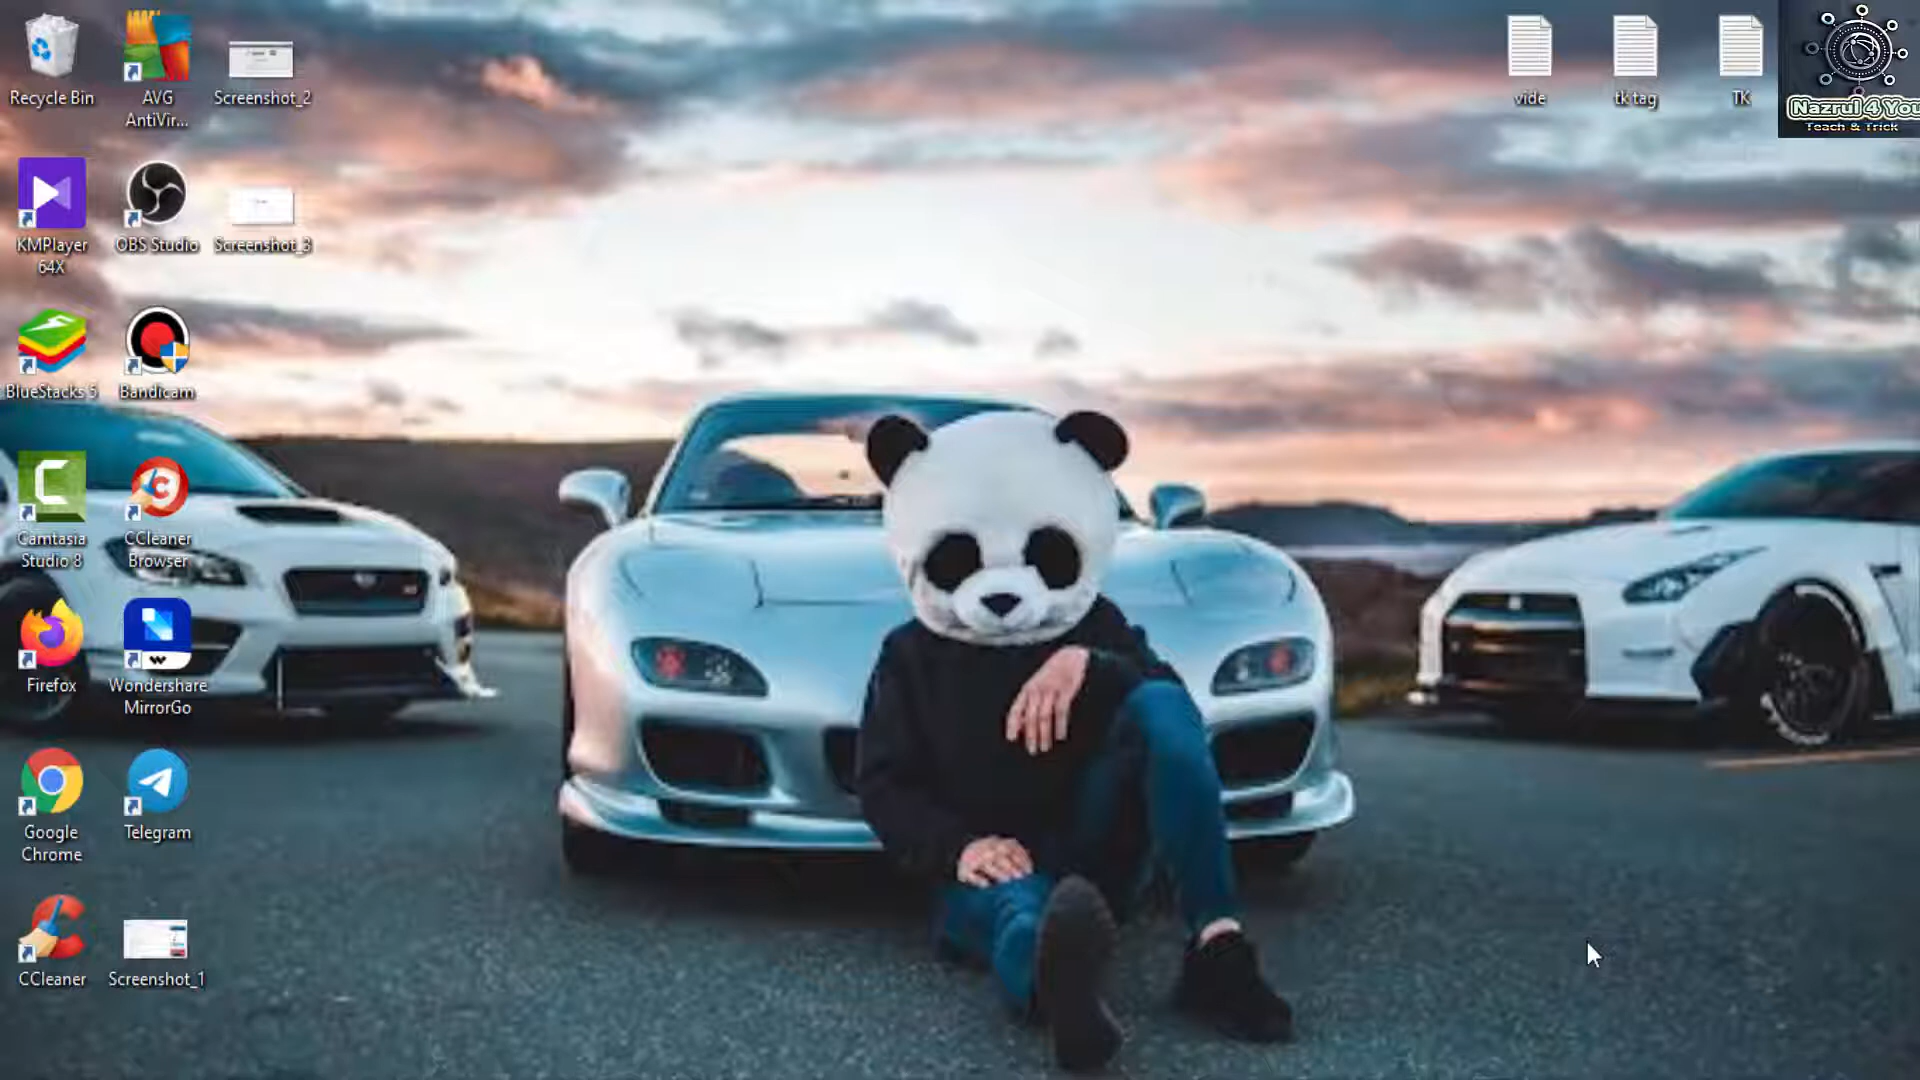 Recycle Bin
AVG
AntiVir...
Screenshot_2
vide
tk tag
TK
Nazrul 4 You
Teach & Trick
KMPlayer
64X
OBS Studio
Screenshot_3
BlueStacks 5
Bandicam
Camtasia
Studio 8
CCleaner
Browser
Firefox
Wondershare
MirrorGo
Google
Chrome
Telegram
CCleaner
Screenshot_1